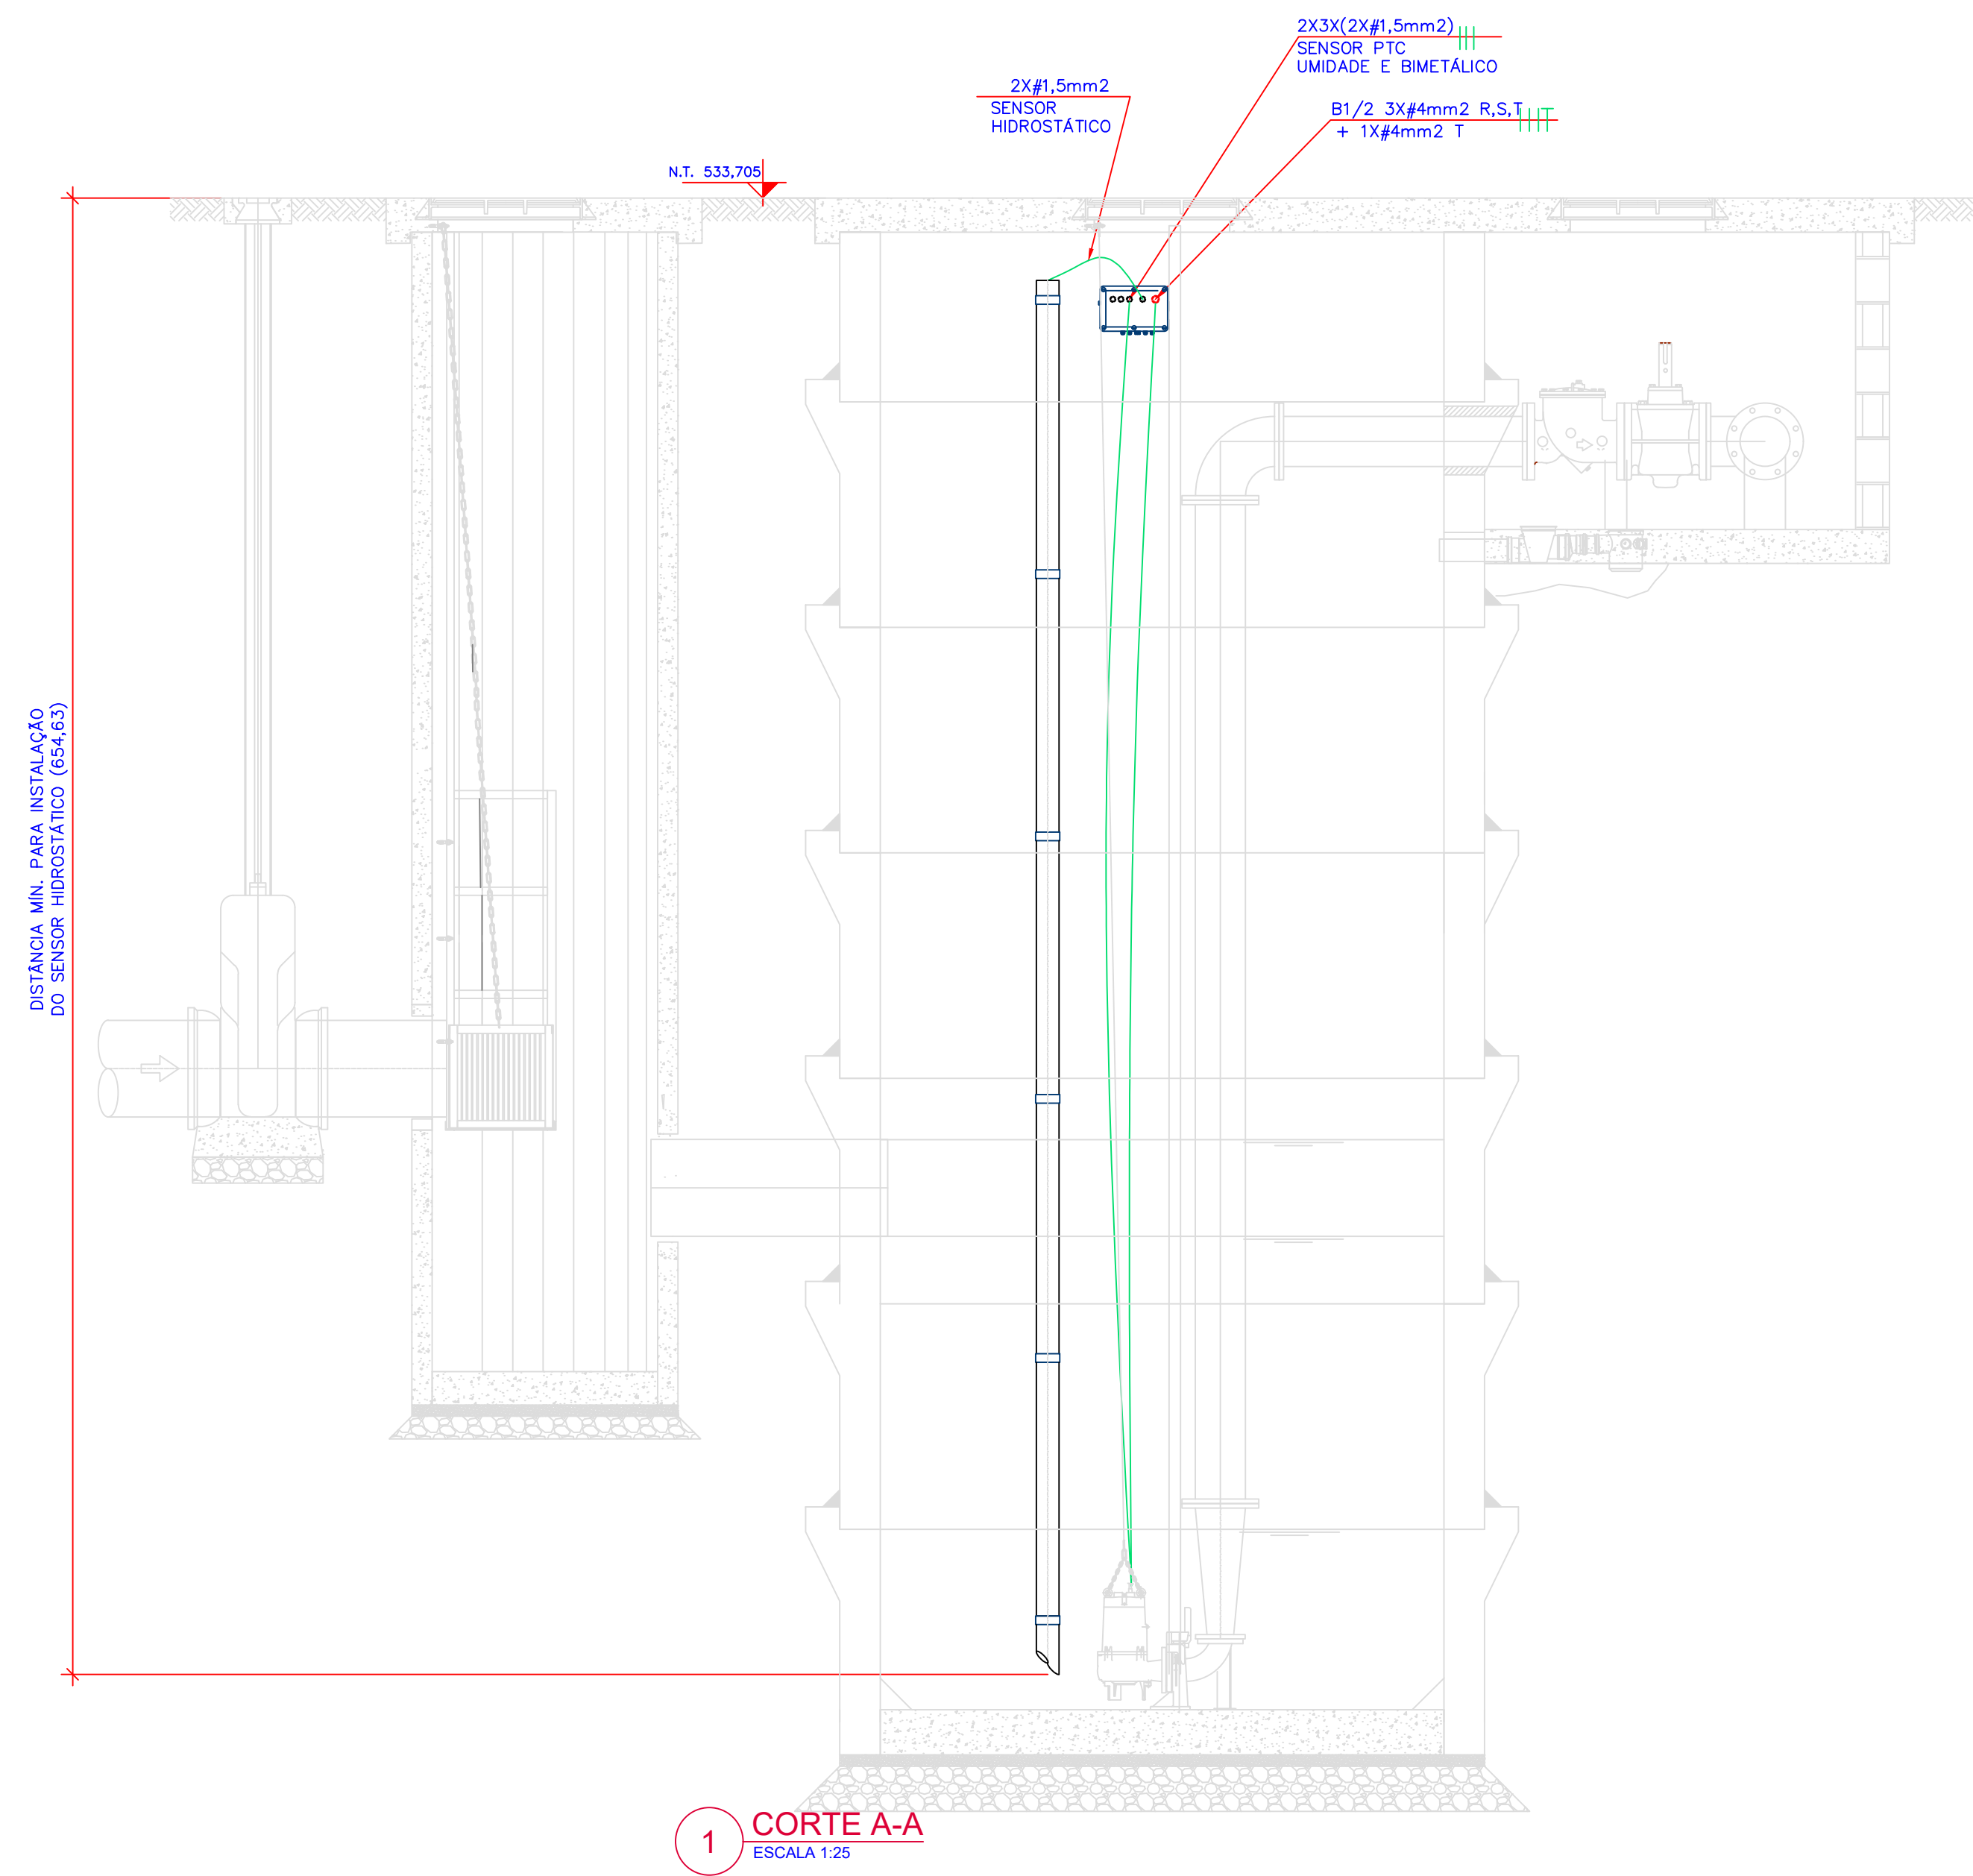 2X3X(2X#1,5mm2)
SENSOR PTC
UMIDADE E BIMETÁLICO
2X#1,5mm2
SENSOR
HIDROSTÁTICO
B1/2 3X#4mm2 R,S,T
+ 1X#4mm2 T
N.T. 533,705
DISTÂNCIA MÍN. PARA INSTALAÇÃO
DO SENSOR HIDROSTÁTICO (654,63)
1
CORTE A-A
ESCALA 1:25